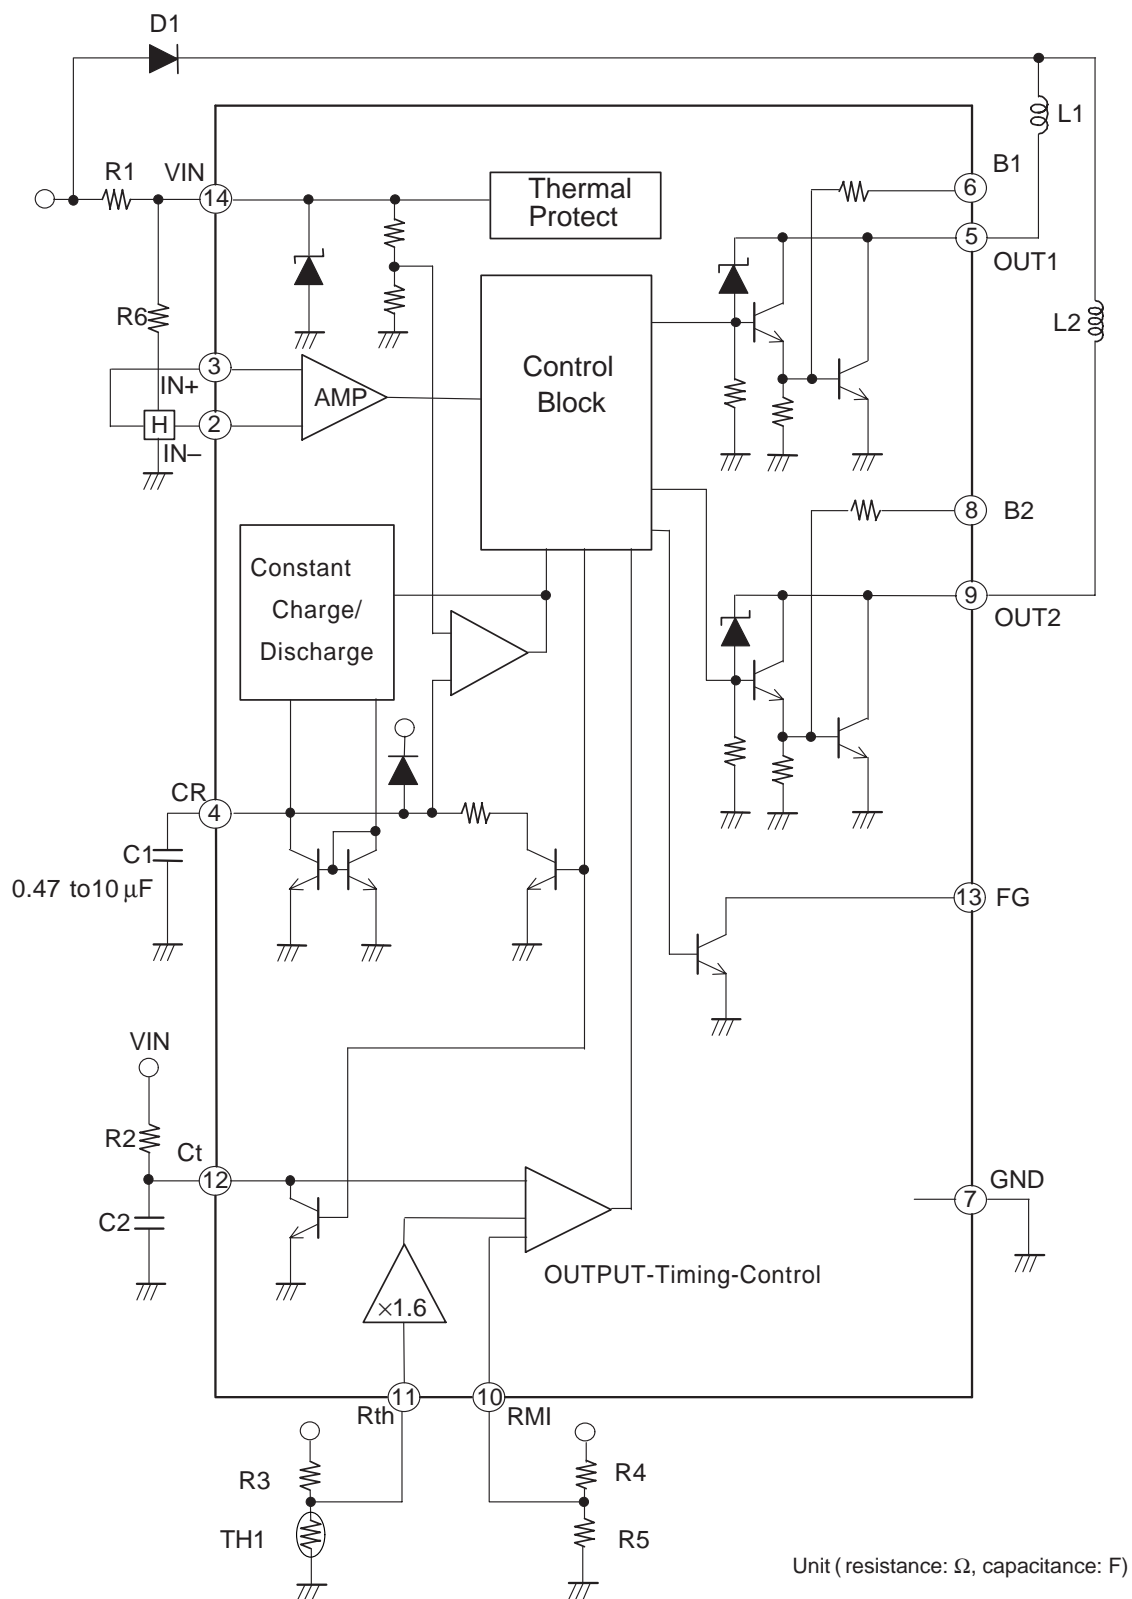 D1
L1
R1
VIN
14
Thermal
Protect
B1
6
5
OUT1
R6
L2
3
IN+
AMP
Control
Block
H
2
IN–
8
B2
Constant
Charge/
Discharge
9
OUT2
CR
4
C1
0.47 to10 μF
13
FG
VIN
R2
Ct
12
C2
GND
7
OUTPUT-Timing-Control
×1.6
11
10
Rth
RMI
R3
R4
TH1
R5
Unit ( resistance: Ω, capacitance: F)